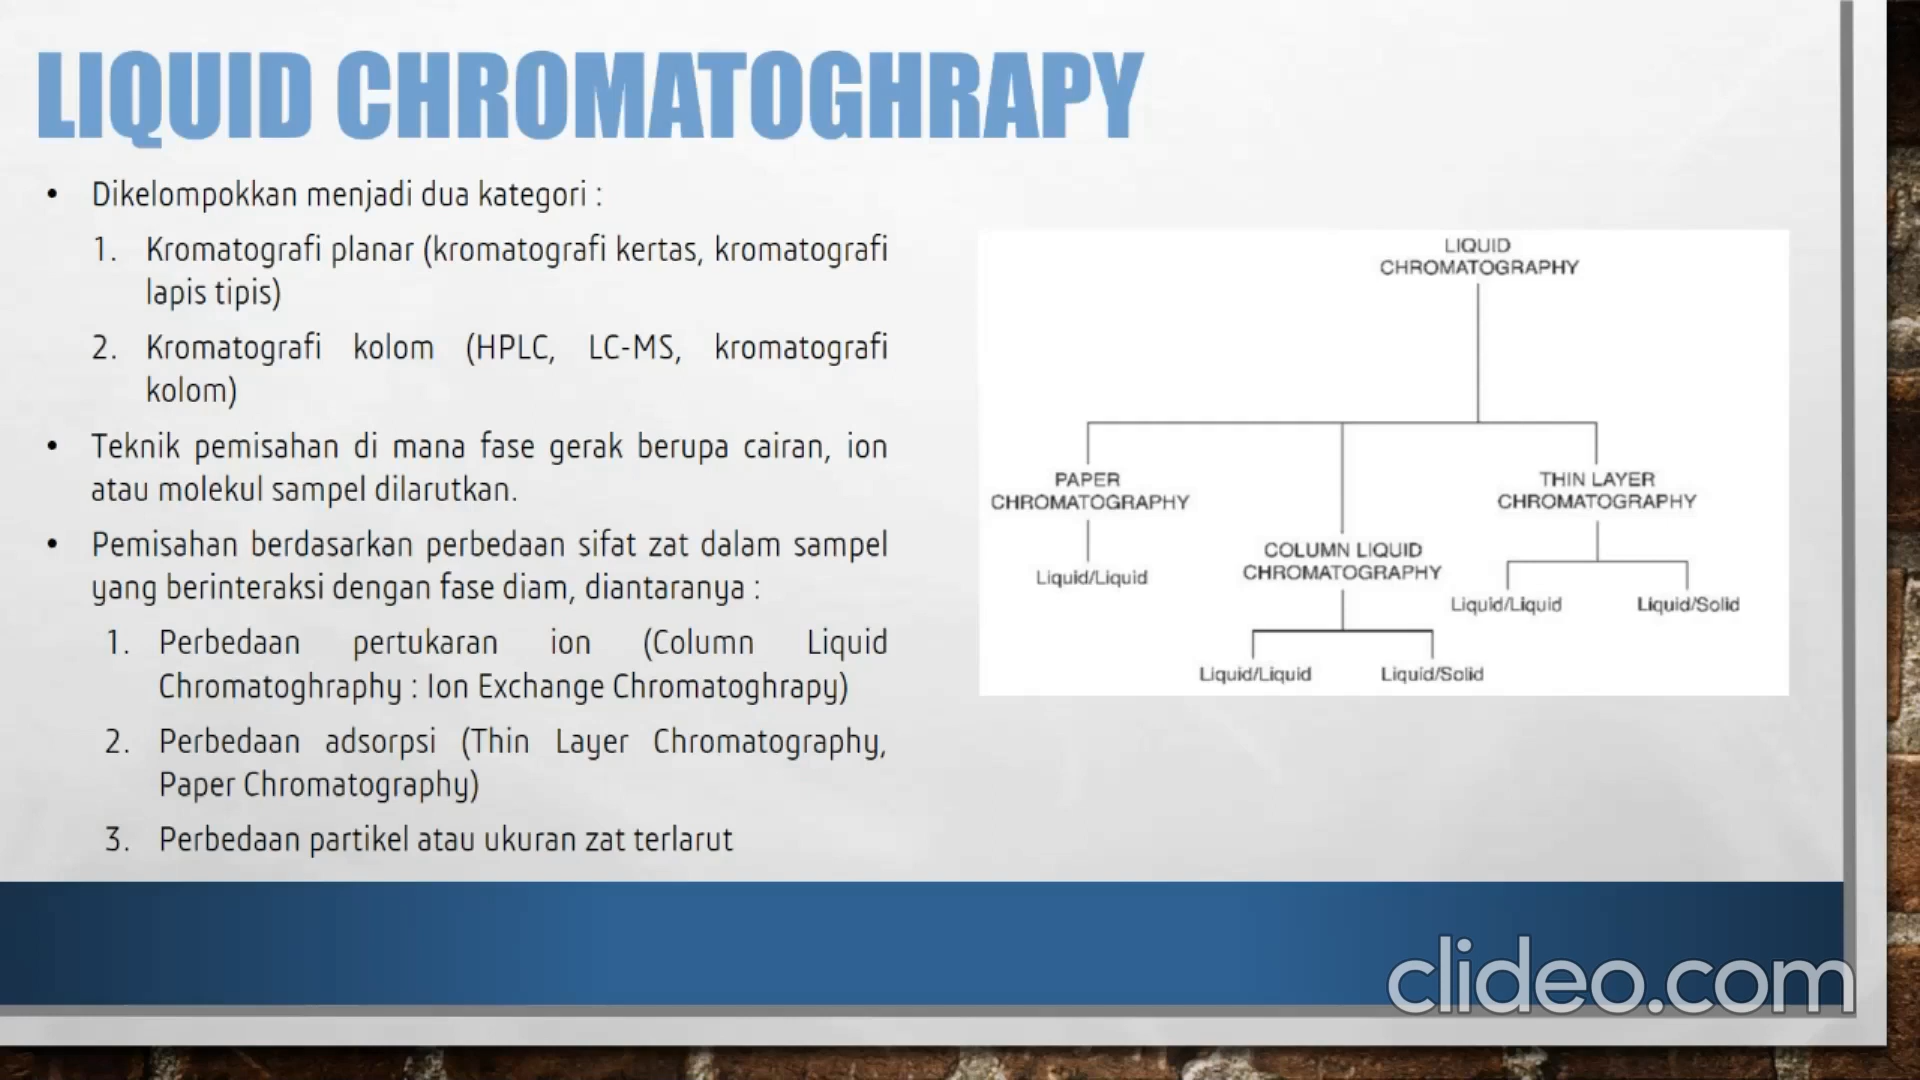 LIQUID CHROMATOGHRAPY
• Dikelompokkan menjadi dua kategori :
1. Kromatografi planar (kromatografi kertas, kromatografi
lapis tipis)
2. Kromatografi kolom (HPLC, LC-MS, kromatografi
kolom)
• Teknik pemisahan di mana fase gerak berupa cairan, ion
atau molekul sampel dilarutkan.
• Pemisahan berdasarkan perbedaan sifat zat dalam sampel
yang berinteraksi dengan fase diam, diantaranya :
1. Perbedaan pertukaran ion (Column Liquid
Chromatoghraphy : Ion Exchange Chromatoghrapy)
2. Perbedaan adsorpsi (Thin Layer Chromatography,
Paper Chromatography)
3. Perbedaan partikel atau ukuran zat terlarut
LIQUID
CHROMATOGRAPHY
PAPER
CHROMATOGRAPHY
Liquid/Liquid
COLUMN LIQUID
CHROMATOGRAPHY
Liquid/Liquid
Liquid/Solid
THIN LAYER
CHROMATOGRAPHY
Liquid/Liquid
Liquid/Solid
clideo.com